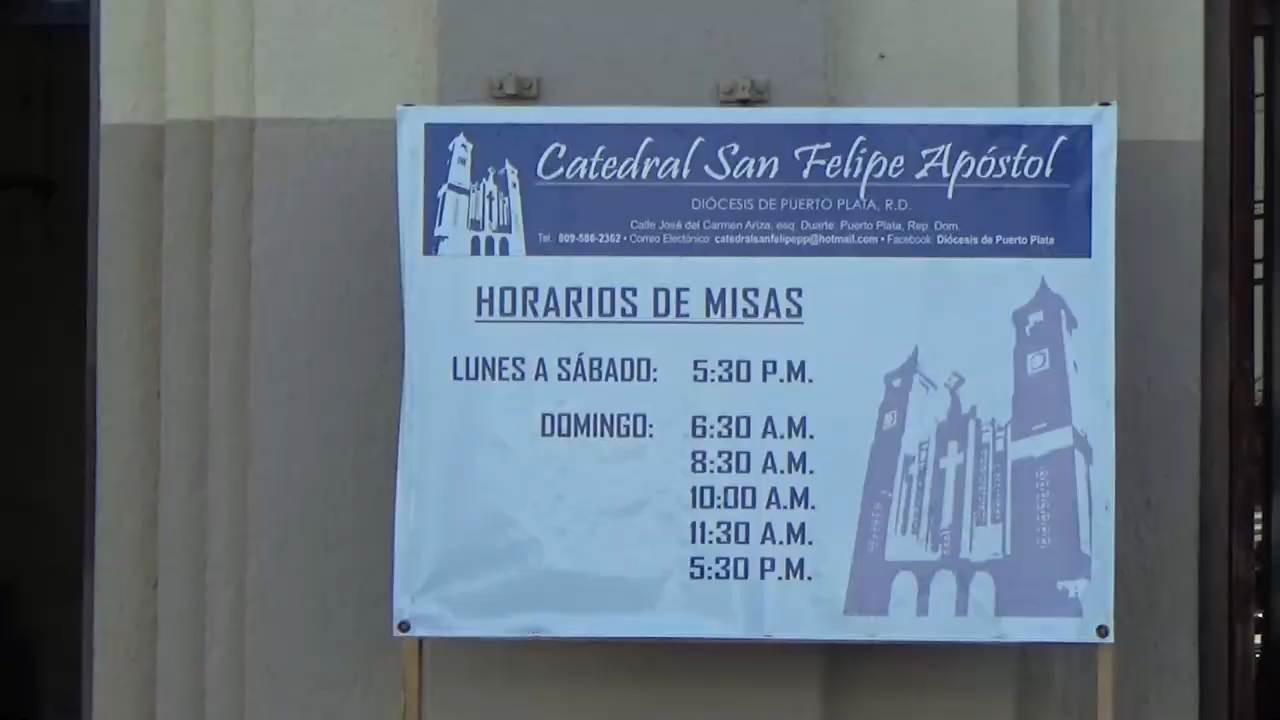 Catedral San Felipe Apóstol
DIÓCESIS DE PUERTO PLATA, R.D.
Calle José del Carmen Ariza, esq. Duarte. Puerto Plata, Rep. Dom.
Tel. 809-586-2362 • Correo Electónico: catedralsanfelipepp@hotmail.com • Facebook: Diócesis de Puerto Plata
HORARIOS DE MISAS
LUNES A SÁBADO: 5:30 P.M.
DOMINGO: 6:30 A.M.
8:30 A.M.
10:00 A.M.
11:30 A.M.
5:30 P.M.